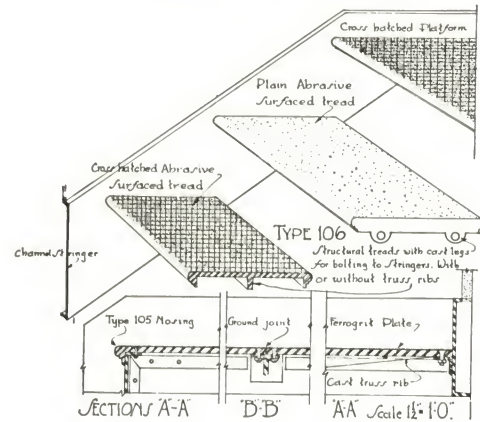 Cross hatched Platform
Plain Abrasive
surfaced tread
Cross hatched Abrasive
surfaced tread
TYPE 106
Channel Stringer
Structural treads with cast legs
for bolting to Stringers. With
or without truss ribs
Type 105 Nosing
Ground joint
Ferrogrit Plate
Cast truss rib
SECTIONS "A-A" "B-B" "A-A" Scale 1½"=1'-0"